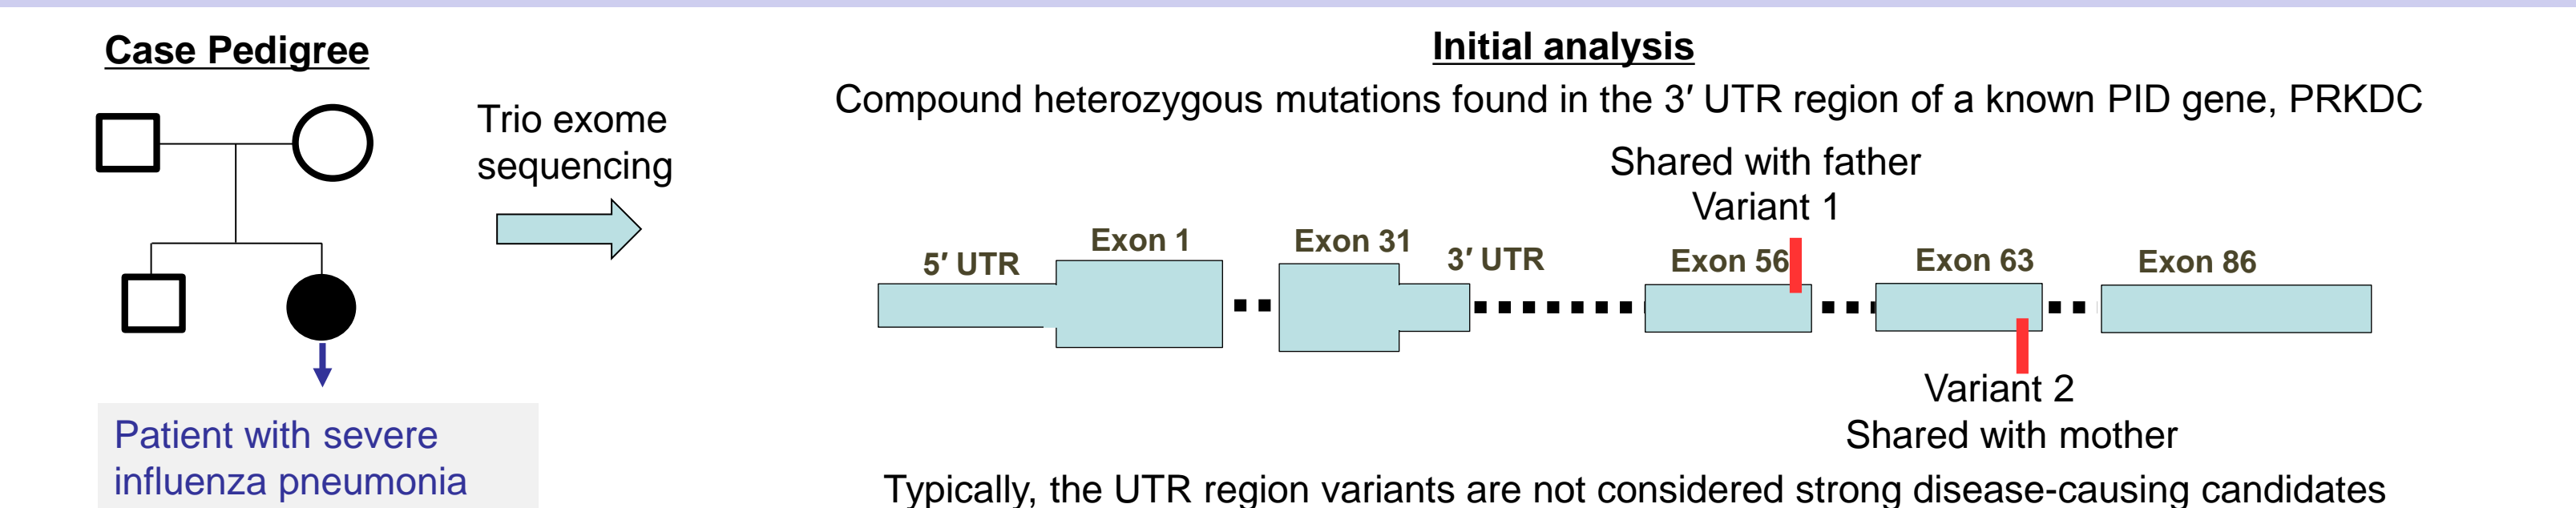 Case Pedigree
Trio exome
sequencing
Patient with severe
influenza pneumonia
Initial analysis
Compound heterozygous mutations found in the 3′ UTR region of a known PID gene, PRKDC
Shared with father
Variant 1
5′ UTR
Exon 1
Exon 31
3′ UTR
Exon 56
Exon 63
Exon 86
Variant 2
Shared with mother
Typically, the UTR region variants are not considered strong disease-causing candidates